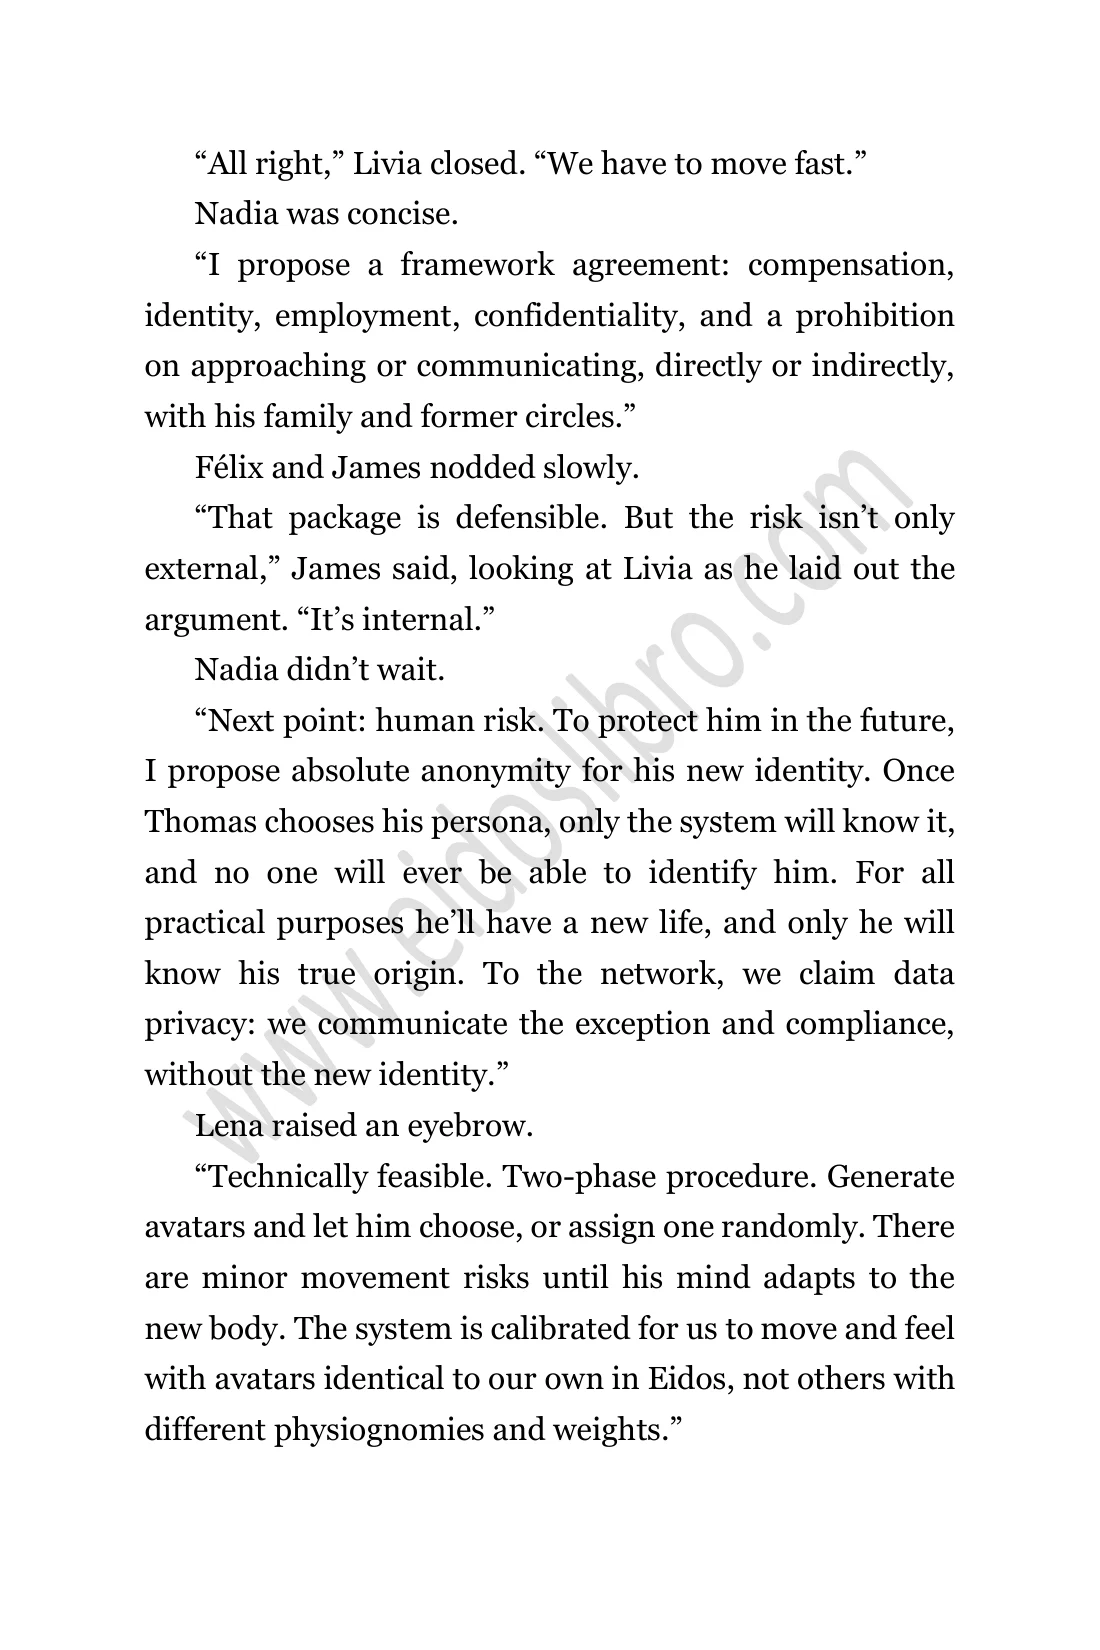 “All right,” Livia closed. “We have to move fast.”
Nadia was concise.
“I propose a framework agreement: compensation,
identity, employment, confidentiality, and a prohibition
on approaching or communicating, directly or indirectly,
with his family and former circles.”
Félix and James nodded slowly.
“That package is defensible. But the risk isn’t only
external,” James said, looking at Livia as he laid out the
argument. “It’s internal.”
Nadia didn’t wait.
“Next point: human risk. To protect him in the future,
I propose absolute anonymity for his new identity. Once
Thomas chooses his persona, only the system will know it,
and no one will ever be able to identify him. For all
practical purposes he’ll have a new life, and only he will
know his true origin. To the network, we claim data
privacy: we communicate the exception and compliance,
without the new identity.”
Lena raised an eyebrow.
“Technically feasible. Two-phase procedure. Generate
avatars and let him choose, or assign one randomly. There
are minor movement risks until his mind adapts to the
new body. The system is calibrated for us to move and feel
with avatars identical to our own in Eidos, not others with
different physiognomies and weights.”
www.eidoslibro.com